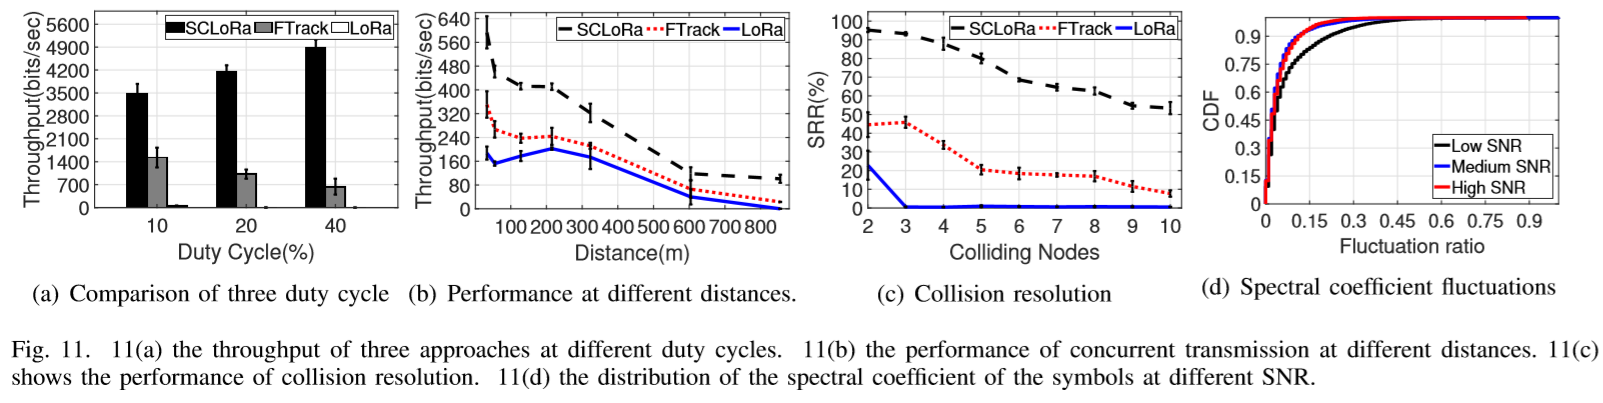 Throughput(bits/sec)
5600
4900
4200
3500
2800
2100
1400
700
0
SCLoRa FTrack LoRa
10 20 40
Duty Cycle(%)
(a) Comparison of three duty cycle
Throughput(bits/sec)
640
560
480
400
320
240
160
80
0
SCLoRa FTrack LoRa
100 200 300 400 500 600 700 800
Distance(m)
(b) Performance at different distances.
SRR(%)
100
90
80
70
60
50
40
30
20
10
0
SCLoRa FTrack LoRa
2 3 4 5 6 7 8 9 10
Colliding Nodes
(c) Collision resolution
CDF
0.9
0.75
0.6
0.45
0.3
0.15
0
Low SNR
Medium SNR
High SNR
0 0.15 0.3 0.45 0.6 0.75 0.9
Fluctuation ratio
(d) Spectral coefficient fluctuations
Fig. 11. 11(a) the throughput of three approaches at different duty cycles. 11(b) the performance of concurrent transmission at different distances. 11(c)
shows the performance of collision resolution. 11(d) the distribution of the spectral coefficient of the symbols at different SNR.